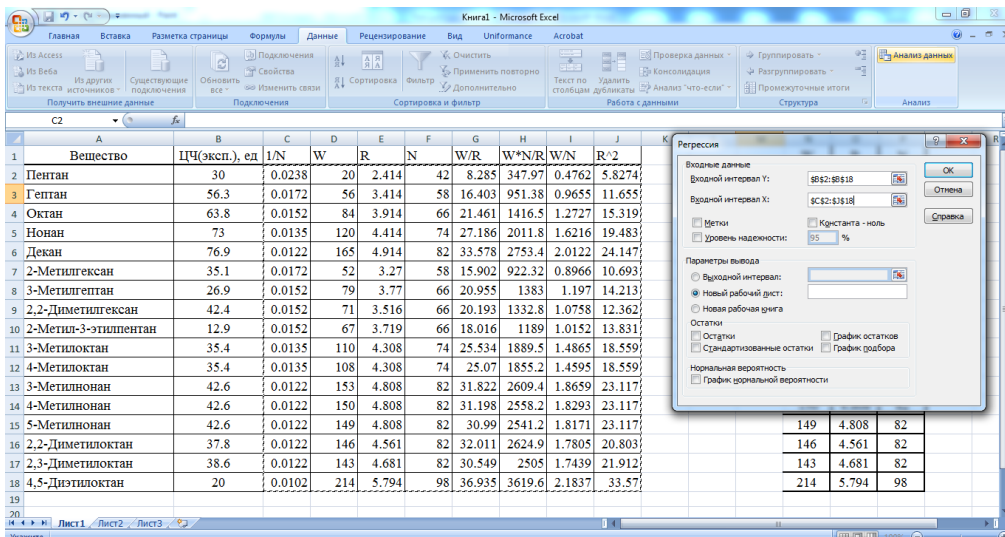 Книга1 - Microsoft Excel
Главная Вставка Разметка страницы Формулы Данные Рецензирование Вид Uniformance Acrobat
Из Access
Из Веба
Из текста
Из других источников
Существующие подключения
Получить внешние данные
Обновить все
Подключения
Свойства
Изменить связи
Подключения
Сортировка
Фильтр
Очистить
Применить повторно
Дополнительно
Сортировка и фильтр
Текст по столбцам
Удалить дубликаты
Проверка данных
Консолидация
Анализ "что-если"
Работа с данными
Группировать
Разгруппировать
Промежуточные итоги
Структура
Анализ данных
Анализ
C2 fx
A B C D E F G H I J K R
1 Вещество ЦЧ(эксп.), ед 1/N W R N W/R W*N/R W/N R^2
2 Пентан 30 0.0238 20 2.414 42 8.285 347.97 0.4762 5.8274
3 Гептан 56.3 0.0172 56 3.414 58 16.403 951.38 0.9655 11.655
4 Октан 63.8 0.0152 84 3.914 66 21.461 1416.5 1.2727 15.319
5 Нонан 73 0.0135 120 4.414 74 27.186 2011.8 1.6216 19.483
6 Декан 76.9 0.0122 165 4.914 82 33.578 2753.4 2.0122 24.147
7 2-Метилгексан 35.1 0.0172 52 3.27 58 15.902 922.32 0.8966 10.693
8 3-Метилгептан 26.9 0.0152 79 3.77 66 20.955 1383 1.197 14.213
9 2,2-Диметилгексан 42.4 0.0152 71 3.516 66 20.193 1332.8 1.0758 12.362
10 2-Метил-3-этилпентан 12.9 0.0152 67 3.719 66 18.016 1189 1.0152 13.831
11 3-Метилоктан 35.4 0.0135 110 4.308 74 25.534 1889.5 1.4865 18.559
12 4-Метилоктан 35.4 0.0135 108 4.308 74 25.07 1855.2 1.4595 18.559
13 3-Метилнонан 42.6 0.0122 153 4.808 82 31.822 2609.4 1.8659 23.117
14 4-Метилнонан 42.6 0.0122 150 4.808 82 31.198 2558.2 1.8293 23.117
15 5-Метилнонан 42.6 0.0122 149 4.808 82 30.99 2541.2 1.8171 23.117 149 4.808 82
16 2,2-Диметилоктан 37.8 0.0122 146 4.561 82 32.011 2624.9 1.7805 20.803 146 4.561 82
17 2,3-Диметилоктан 38.6 0.0122 143 4.681 82 30.549 2505 1.7439 21.912 143 4.681 82
18 4,5-Диэтилоктан 20 0.0102 214 5.794 98 36.935 3619.6 2.1837 33.57 214 5.794 98
19
20
Регрессия
Входные данные
Входной интервал Y: $B$2:$B$18
Входной интервал X: $C$2:$J$18
Метки Константа - ноль
Уровень надежности: 95 %
Параметры вывода
Выходной интервал:
Новый рабочий лист:
Новая рабочая книга
Остатки
Остатки График остатков
Стандартизованные остатки График подбора
Нормальная вероятность
График нормальной вероятности
OK
Отмена
Справка
Лист1 Лист2 Лист3